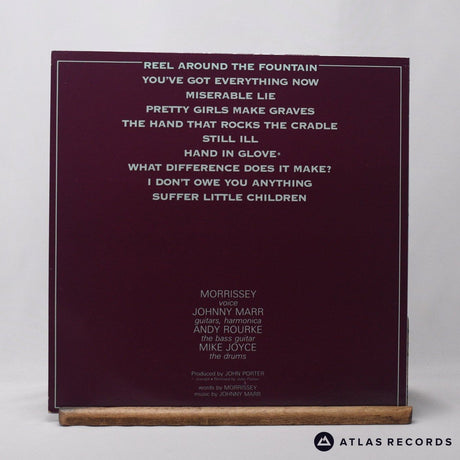 REEL AROUND THE FOUNTAIN
YOU'VE GOT EVERYTHING NOW
MISERABLE LIE
PRETTY GIRLS MAKE GRAVES
THE HAND THAT ROCKS THE CRADLE
STILL ILL
HAND IN GLOVE*
WHAT DIFFERENCE DOES IT MAKE?
I DON'T OWE YOU ANYTHING
SUFFER LITTLE CHILDREN
MORRISSEY
voice
JOHNNY MARR
guitars, harmonica
ANDY ROURKE
the bass guitar
MIKE JOYCE
the drums
Produced by JOHN PORTER
words by MORRISSEY
music by JOHNNY MARR
ATLAS RECORDS